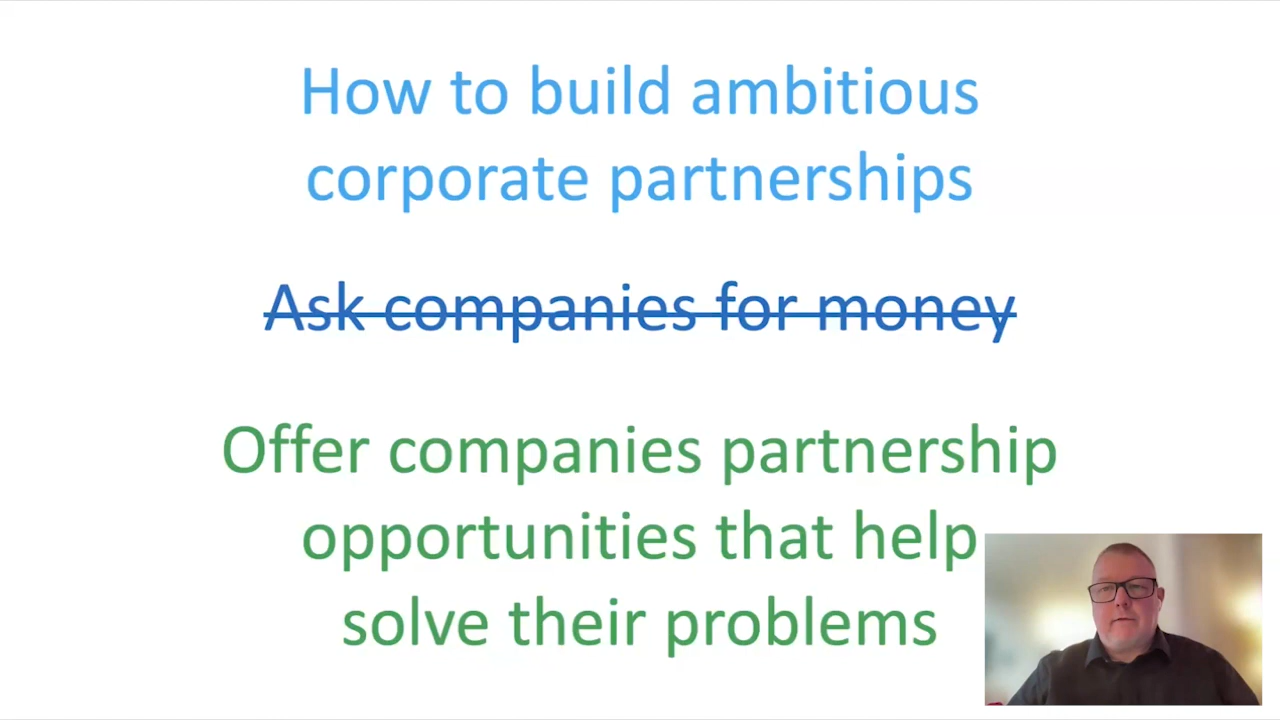 How to build ambitious
corporate partnerships
Ask companies for money
Offer companies partnership
opportunities that help
solve their problems